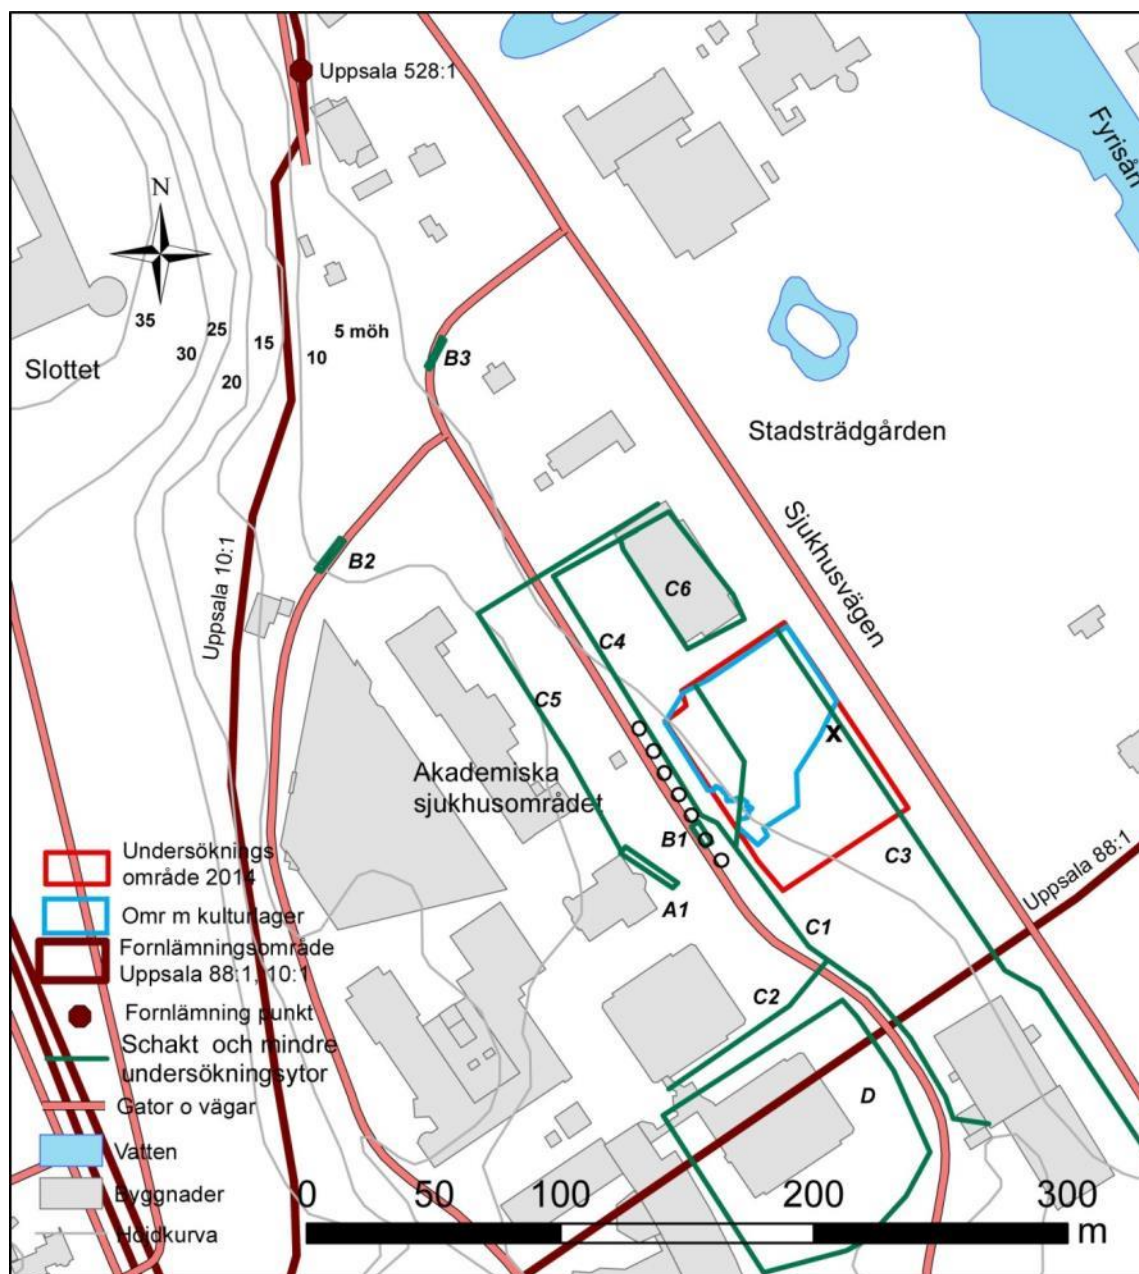 Uppsala 528:1
Fyrisån
N
35
30
25
20
15
10
5 möh
Slottet
B3
Stadsträdgården
Sjukhusvägen
Uppsala 10:1
B2
C6
C4
C5
Akademiska
sjukhusområdet
x
B1
A1
C3
Uppsala 88:1
C1
C2
D
Undersöknings
område 2014
Omr m kulturlager
Fornlämningsområde
Uppsala 88:1, 10:1
Fornlämning punkt
Schakt och mindre
undersökningsytor
Gator o vägar
Vatten
Byggnader
Höjdkurva
0 50 100 200 300
m